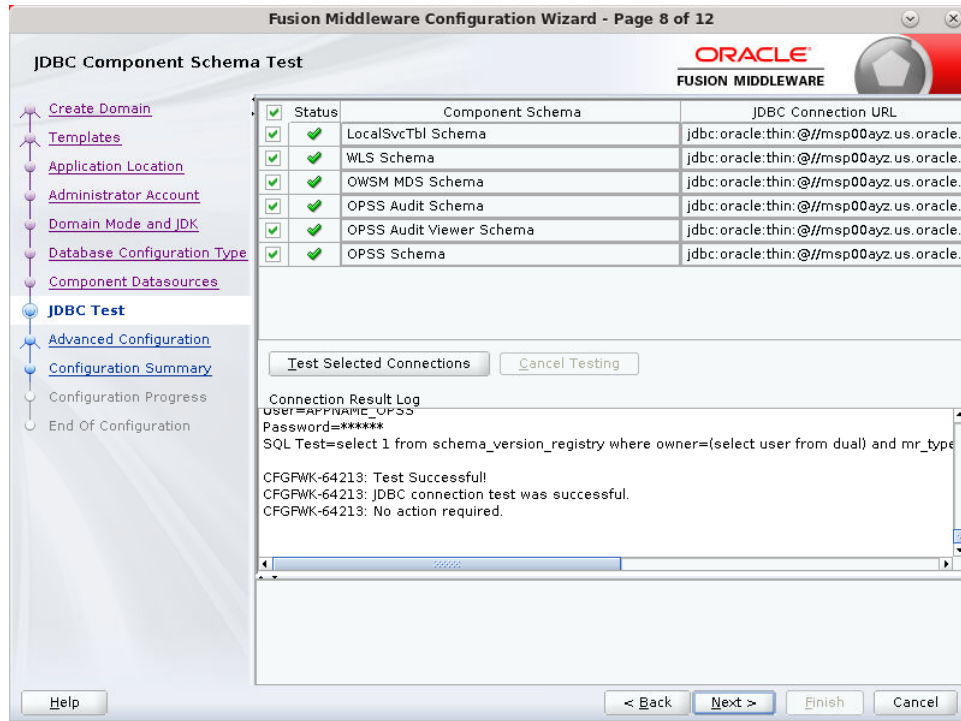 Fusion Middleware Configuration Wizard - Page 8 of 12
JDBC Component Schema Test
ORACLE
FUSION MIDDLEWARE
Create Domain
Templates
Application Location
Administrator Account
Domain Mode and JDK
Database Configuration Type
Component Datasources
JDBC Test
Advanced Configuration
Configuration Summary
Configuration Progress
End Of Configuration
Status Component Schema JDBC Connection URL
LocalSvcTbl Schema jdbc:oracle:thin:@//msp00ayz.us.oracle.
WLS Schema jdbc:oracle:thin:@//msp00ayz.us.oracle.
OWSM MDS Schema jdbc:oracle:thin:@//msp00ayz.us.oracle.
OPSS Audit Schema jdbc:oracle:thin:@//msp00ayz.us.oracle.
OPSS Audit Viewer Schema jdbc:oracle:thin:@//msp00ayz.us.oracle.
OPSS Schema jdbc:oracle:thin:@//msp00ayz.us.oracle.
Test Selected Connections Cancel Testing
Connection Result Log
User=APPNAME_OPSS
Password=******
SQL Test=select 1 from schema_version_registry where owner=(select user from dual) and mr_type
CFGFWK-64213: Test Successful!
CFGFWK-64213: JDBC connection test was successful.
CFGFWK-64213: No action required.
Help < Back Next > Finish Cancel